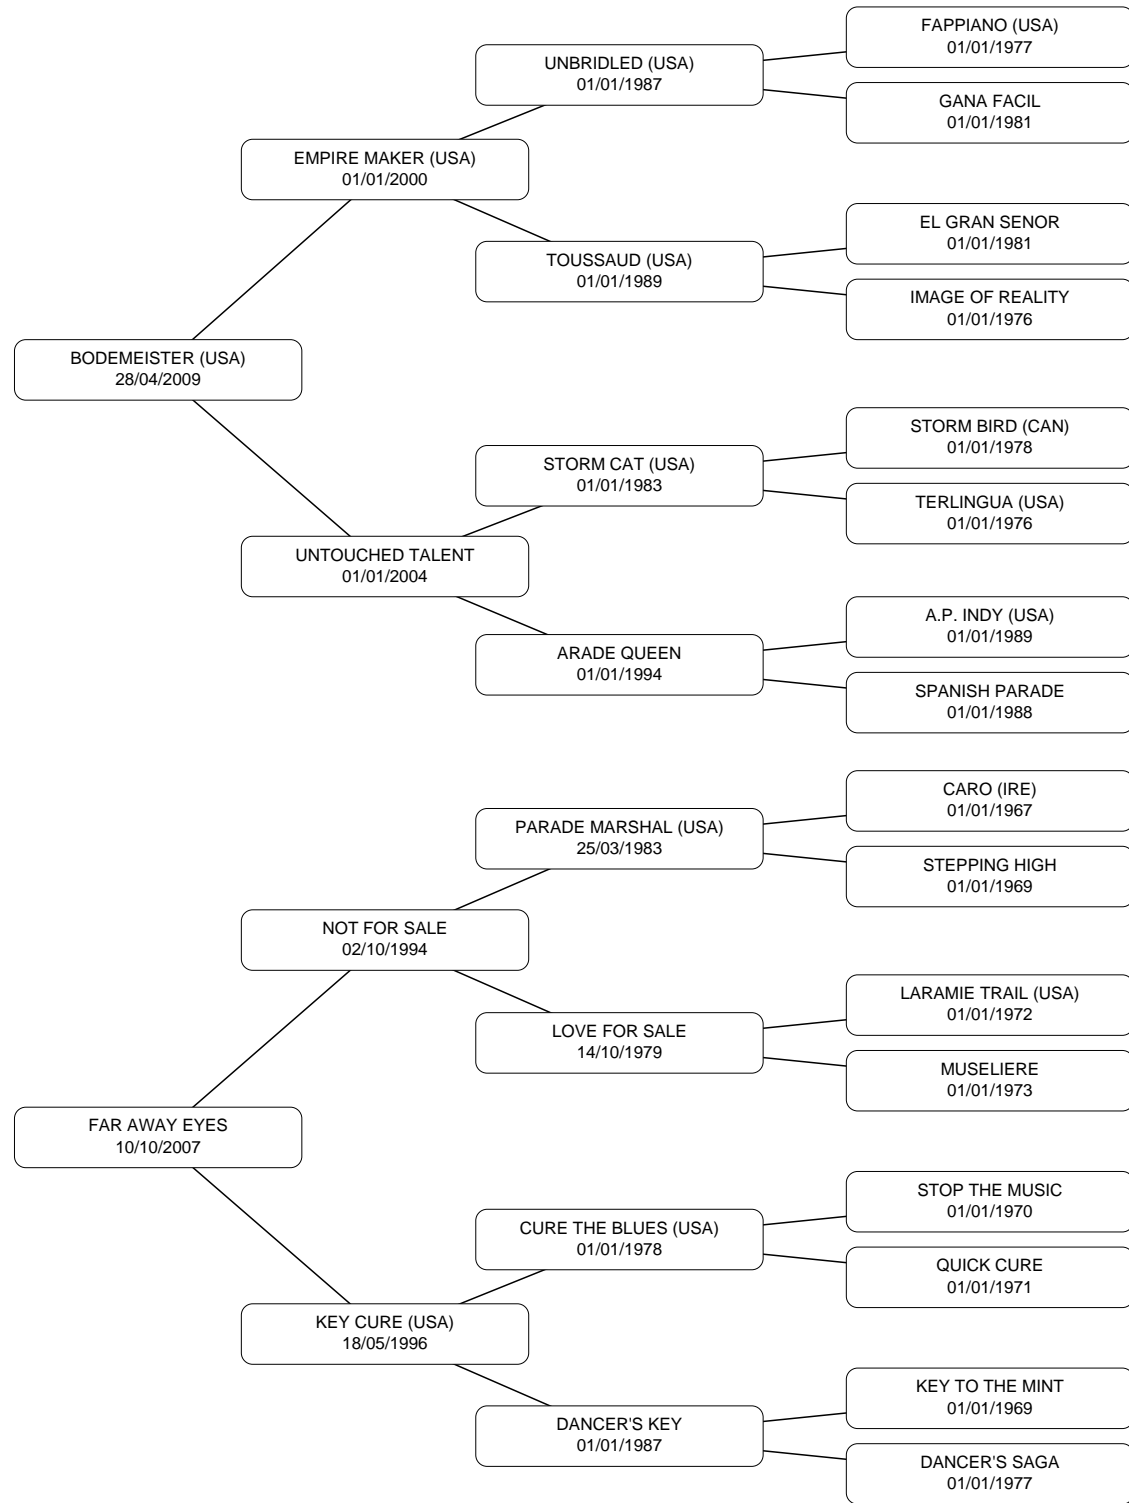 FAPPIANO (USA)
01/01/1977
UNBRIDLED (USA)
01/01/1987
GANA FACIL
01/01/1981
EMPIRE MAKER (USA)
01/01/2000
EL GRAN SENOR
01/01/1981
TOUSSAUD (USA)
01/01/1989
IMAGE OF REALITY
01/01/1976
BODEMEISTER (USA)
28/04/2009
STORM BIRD (CAN)
01/01/1978
STORM CAT (USA)
01/01/1983
TERLINGUA (USA)
01/01/1976
UNTOUCHED TALENT
01/01/2004
A.P. INDY (USA)
01/01/1989
ARADE QUEEN
01/01/1994
SPANISH PARADE
01/01/1988
CARO (IRE)
01/01/1967
PARADE MARSHAL (USA)
25/03/1983
STEPPING HIGH
01/01/1969
NOT FOR SALE
02/10/1994
LARAMIE TRAIL (USA)
01/01/1972
LOVE FOR SALE
14/10/1979
MUSELIERE
01/01/1973
FAR AWAY EYES
10/10/2007
STOP THE MUSIC
01/01/1970
CURE THE BLUES (USA)
01/01/1978
QUICK CURE
01/01/1971
KEY CURE (USA)
18/05/1996
KEY TO THE MINT
01/01/1969
DANCER'S KEY
01/01/1987
DANCER'S SAGA
01/01/1977